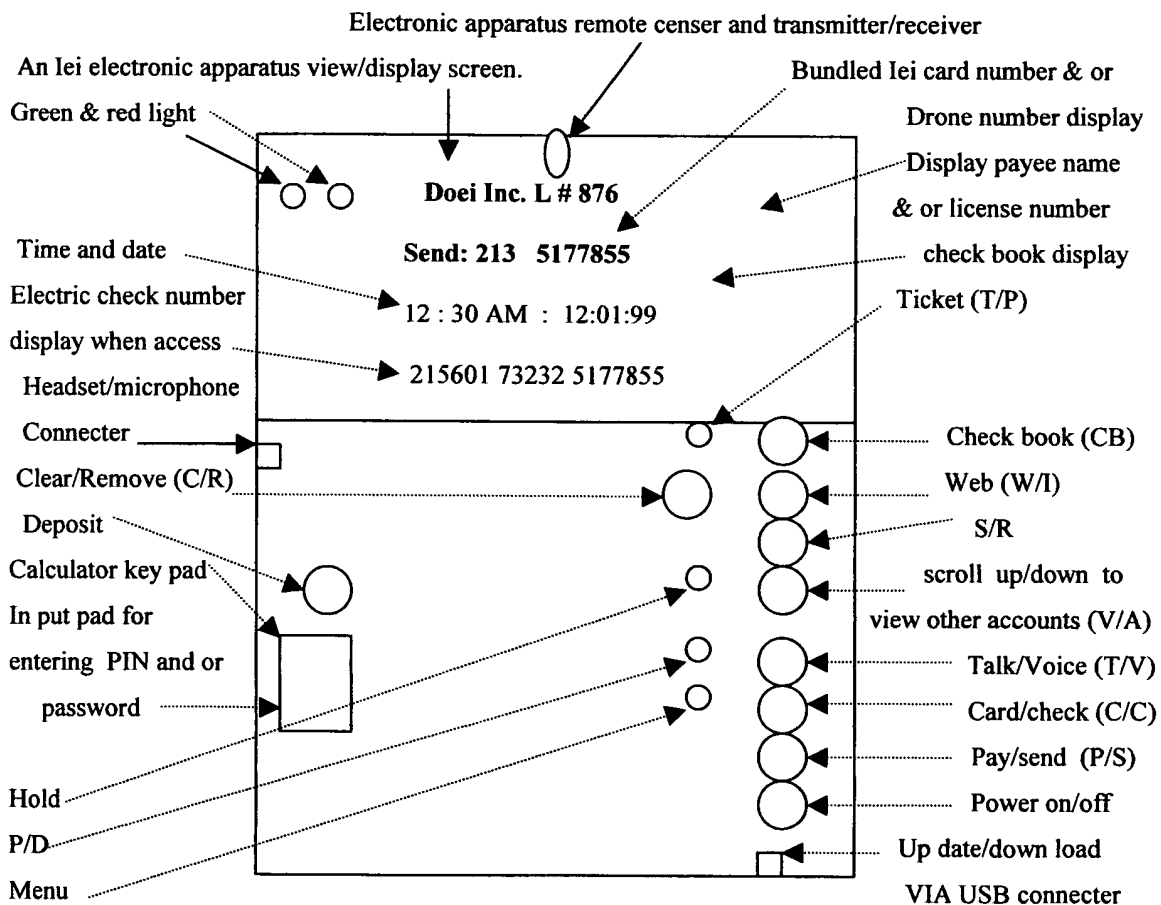 Electronic apparatus remote censer and transmitter/receiver
An Iei electronic apparatus view/display screen.
Bundled Iei card number & or
Drone number display
Green & red light
Display payee name
& or license number
check book display
Ticket (T/P)
Doei Inc. L # 876
Send: 213 5177855
12 : 30 AM : 12:01:99
215601 73232 5177855
Time and date
Electric check number
display when access
Headset/microphone
Connecter
Clear/Remove (C/R)
Deposit
Calculator key pad
In put pad for
entering PIN and or
password
Hold
P/D
Menu
Check book (CB)
Web (W/I)
S/R
scroll up/down to
view other accounts (V/A)
Talk/Voice (T/V)
Card/check (C/C)
Pay/send (P/S)
Power on/off
Up date/down load
VIA USB connecter